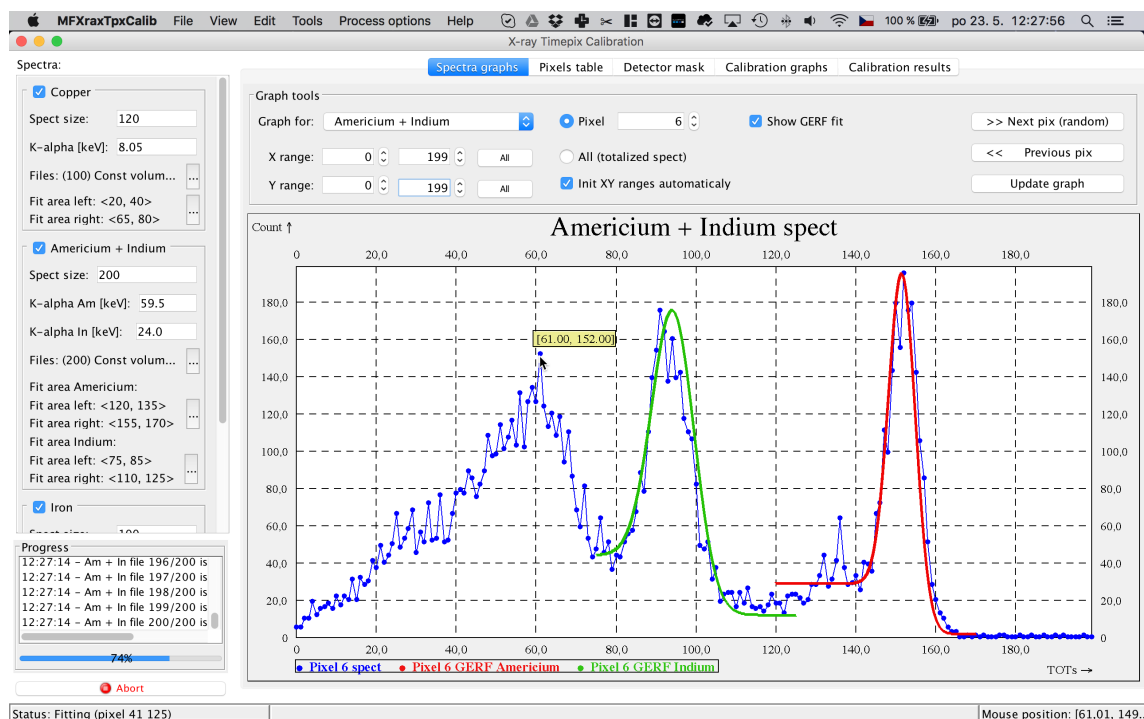 MFXraxTpxCalib File View Edit Tools Process options Help 100 % po 23. 5. 12:27:56
X-ray Timepix Calibration
Spectra:
Spectra graphs Pixels table Detector mask Calibration graphs Calibration results
Copper
Spect size: 120
K-alpha [keV]: 8.05
Files: (100) Const volum... ...
Fit area left: <20, 40>
Fit area right: <65, 80>
...
Americium + Indium
Spect size: 200
K-alpha Am [keV]: 59.5
K-alpha In [keV]: 24.0
Files: (200) Const volum... ...
Fit area Americium:
Fit area left: <120, 135>
Fit area right: <155, 170>
...
Fit area Indium:
Fit area left: <75, 85>
Fit area right: <110, 125>
...
Iron
Spect size: 100
Graph tools
Graph for: Americium + Indium Pixel 6 Show GERF fit >> Next pix (random)
X range: 0 199 All All (totalized spect) << Previous pix
Y range: 0 199 All Init XY ranges automaticaly Update graph
Americium + Indium spect
Count ↑
0 20,0 40,0 60,0 80,0 100,0 120,0 140,0 160,0 180,0
180,0 180,0
160,0 160,0
[61.00, 152.00]
140,0 140,0
120,0 120,0
100,0 100,0
80,0 80,0
60,0 60,0
40,0 40,0
20,0 20,0
0 0
0 20,0 40,0 60,0 80,0 100,0 120,0 140,0 160,0 180,0
Pixel 6 spect Pixel 6 GERF Americium Pixel 6 GERF Indium TOTs →
Progress
12:27:14 – Am + In file 196/200 is
12:27:14 – Am + In file 197/200 is
12:27:14 – Am + In file 198/200 is
12:27:14 – Am + In file 199/200 is
12:27:14 – Am + In file 200/200 is
74%
Abort
Status: Fitting (pixel 41 125) Mouse position: [61,01, 149,